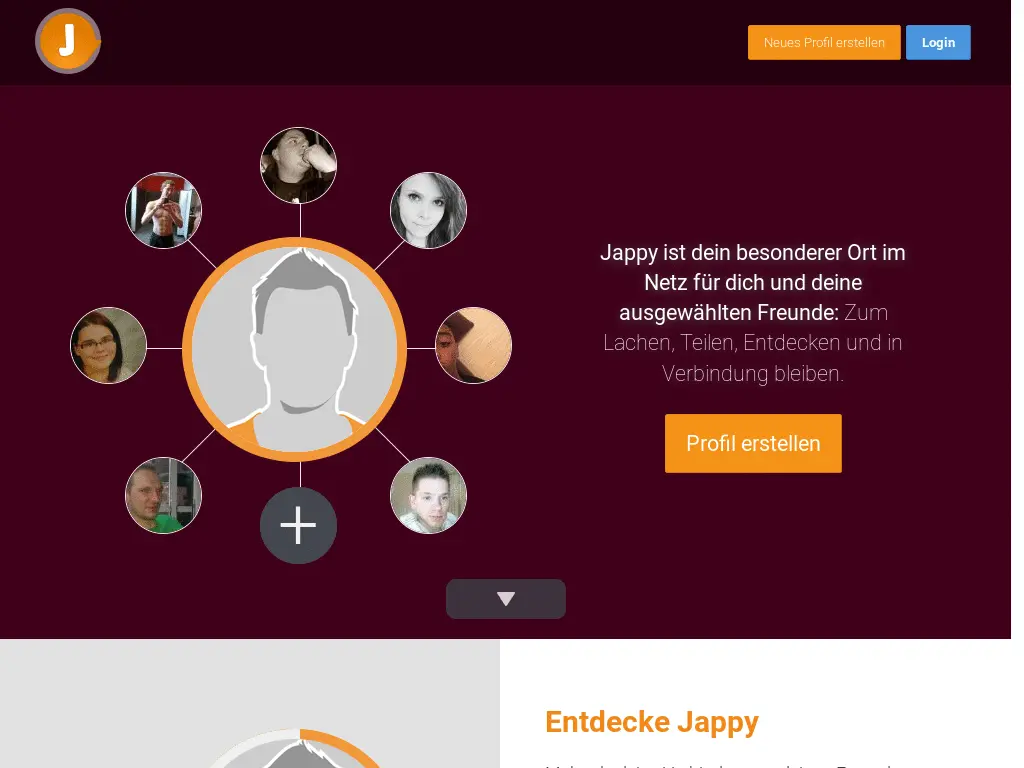 J
Neues Profil erstellen
Login
Jappy ist dein besonderer Ort im
Netz für dich und deine
ausgewählten Freunde: Zum
Lachen, Teilen, Entdecken und in
Verbindung bleiben.
Profil erstellen
Entdecke Jappy